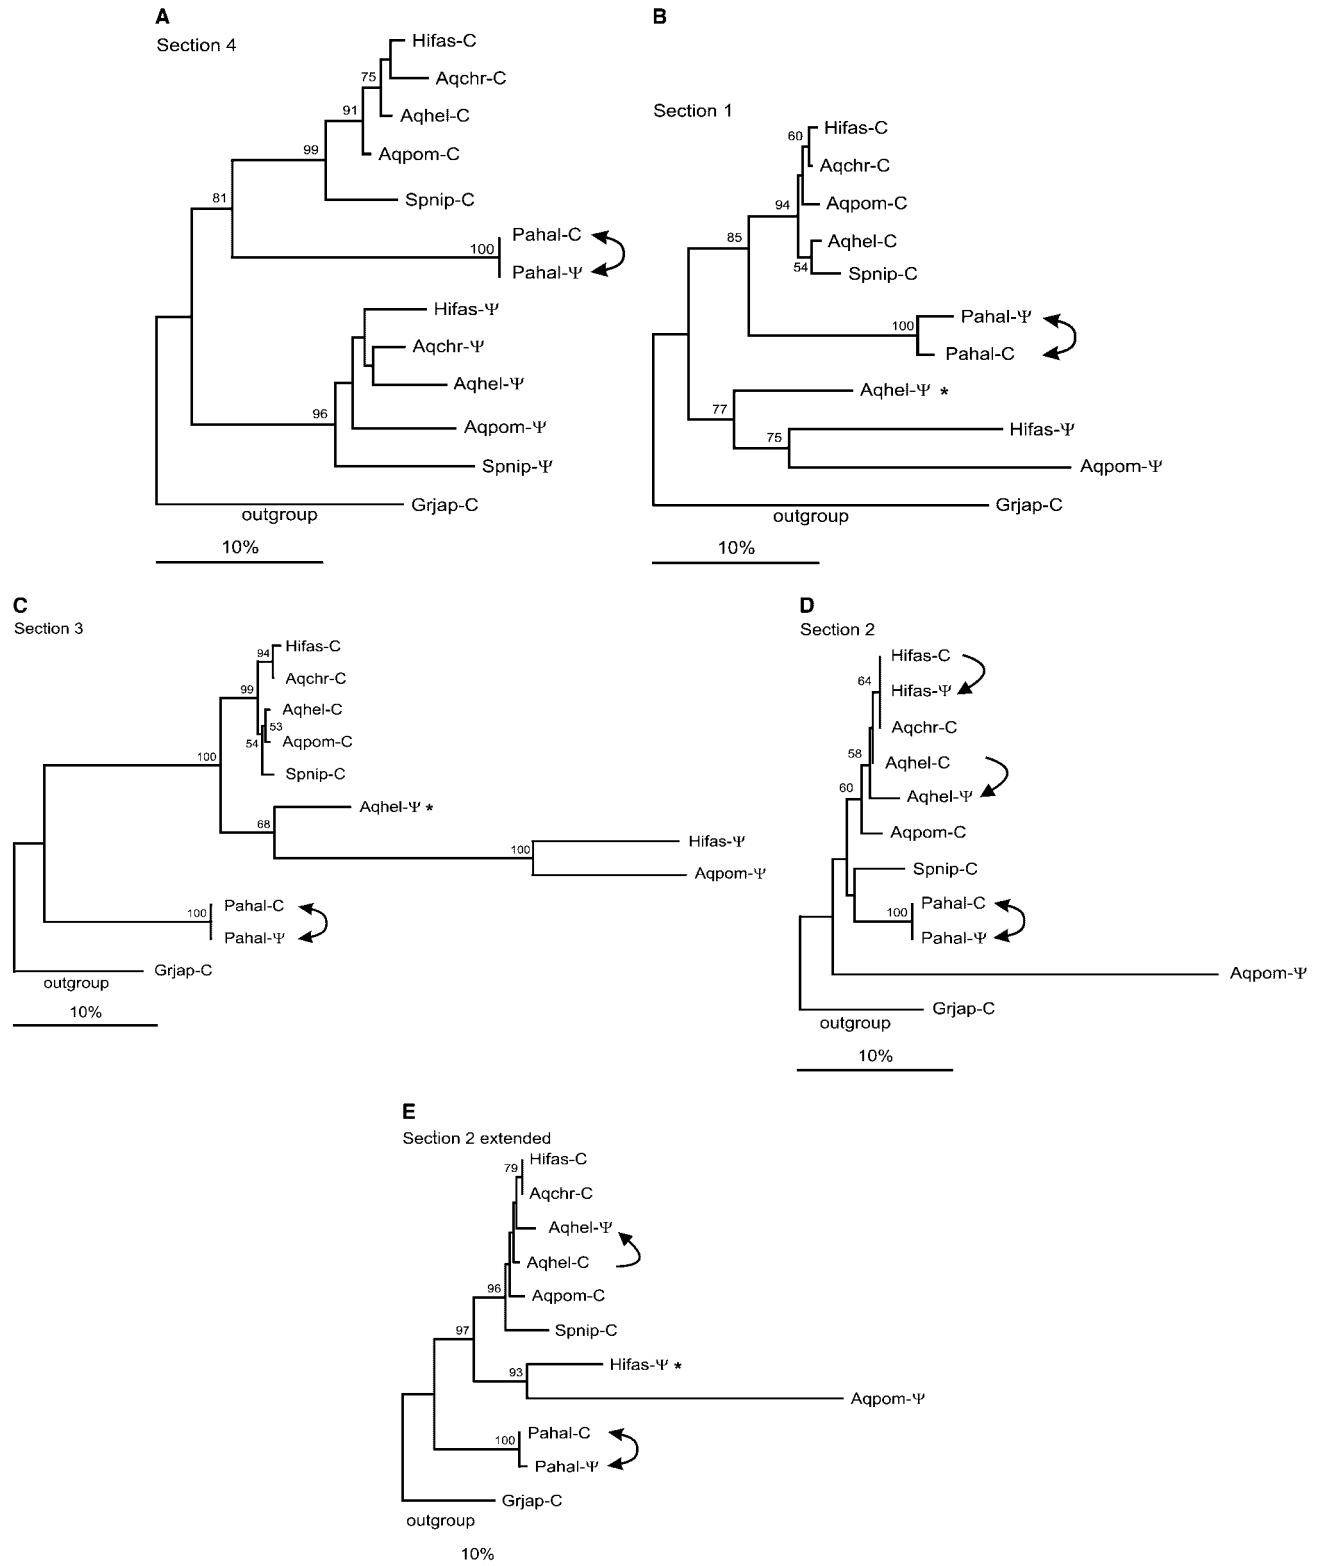 A
Section 4
Hifas-C
75
Aqchr-C
91
Aqhel-C
99
Aqpom-C
81
Spnip-C
Pahal-C
100
Pahal-Ψ
Hifas-Ψ
Aqchr-Ψ
Aqhel-Ψ
96
Aqpom-Ψ
Spnip-Ψ
Grjap-C
outgroup
10%
B
Section 1
Hifas-C
60
Aqchr-C
94
Aqpom-C
85
Aqhel-C
54
Spnip-C
Pahal-Ψ
100
Pahal-C
Aqhel-Ψ *
77
Hifas-Ψ
75
Aqpom-Ψ
Grjap-C
outgroup
10%
C
Section 3
Hifas-C
94
Aqchr-C
99
Aqhel-C
53
54
Aqpom-C
100
Spnip-C
Aqhel-Ψ *
68
Hifas-Ψ
100
Aqpom-Ψ
Pahal-C
100
Pahal-Ψ
Grjap-C
outgroup
10%
D
Section 2
Hifas-C
64
Hifas-Ψ
Aqchr-C
58
Aqhel-C
60
Aqhel-Ψ
Aqpom-C
Spnip-C
Pahal-C
100
Pahal-Ψ
Aqpom-Ψ
Grjap-C
outgroup
10%
E
Section 2 extended
Hifas-C
79
Aqchr-C
Aqhel-Ψ
Aqhel-C
96
Aqpom-C
97
Spnip-C
Hifas-Ψ *
93
Aqpom-Ψ
Pahal-C
100
Pahal-Ψ
Grjap-C
outgroup
10%